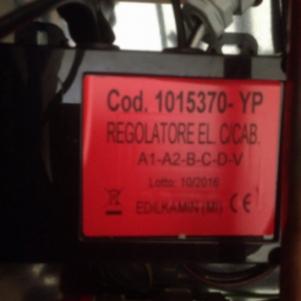 Cod. 1015370- YP
REGOLATORE EL. C/CAB.
A1-A2-B-C-D-V
Lotto: 10/2016
EDILKAMIN (MI) CE